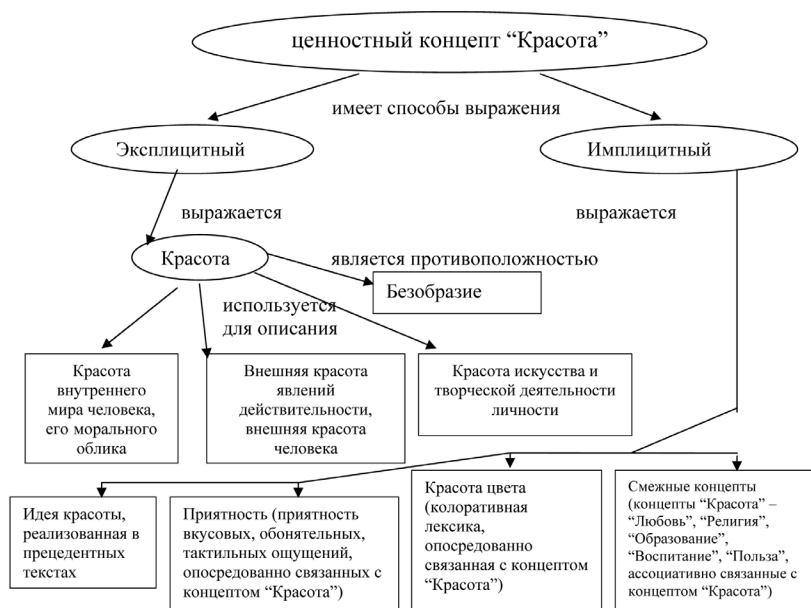 ценностный концепт “Красота”
имеет способы выражения
Эксплицитный
Имплицитный
выражается
выражается
Красота
является противоположностью
Безобразие
используется
для описания
Красота
внутреннего
мира человека,
его морального
облика
Внешняя красота
явлений
действительности,
внешняя красота
человека
Красота искусства и
творческой деятельности
личности
Идея красоты,
реализованная в
прецедентных
текстах
Приятность (приятность
вкусовых, обонятельных,
тактильных ощущений,
опосредованно связанных с
концептом “Красота”)
Красота цвета
(колоративная
лексика,
опосредованно
связанная с концептом
“Красота”)
Смежные концепты
(концепты “Красота” –
“Любовь”, “Религия”,
“Образование”,
“Воспитание”, “Польза”,
ассоциативно связанные с
концептом “Красота”)